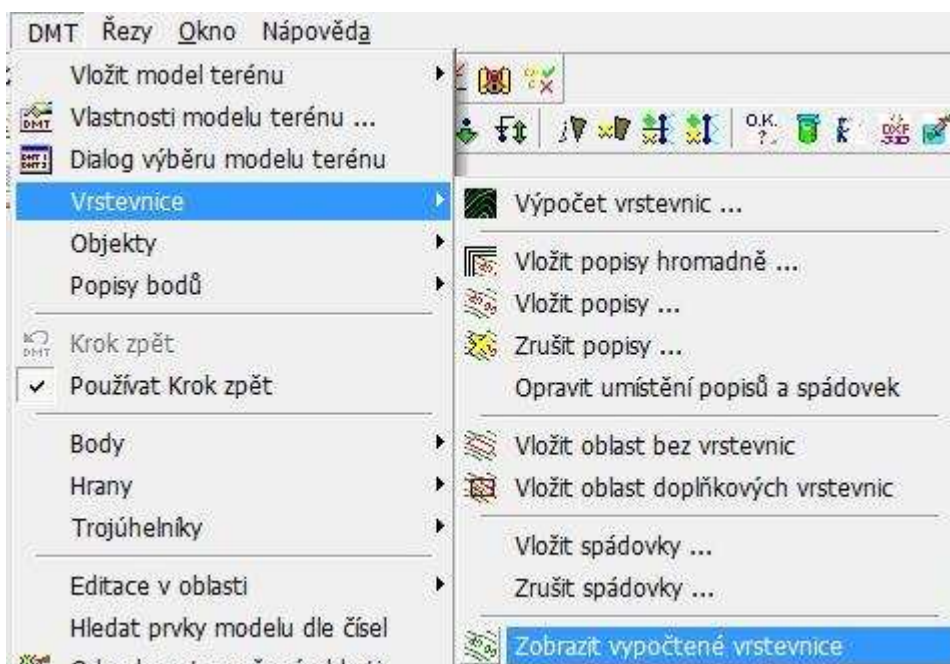 DMT Řezy Okno Nápověda
Vložit model terénu
Vlastnosti modelu terénu ...
Dialog výběru modelu terénu
Vrstevnice
Objekty
Popisy bodů
Krok zpět
Používat Krok zpět
Body
Hrany
Trojúhelníky
Editace v oblasti
Hledat prvky modelu dle čísel
Výpočet vrstevnic ...
Vložit popisy hromadně ...
Vložit popisy ...
Zrušit popisy ...
Opravit umístění popisů a spádovek
Vložit oblast bez vrstevnic
Vložit oblast doplňkových vrstevnic
Vložit spádovky ...
Zrušit spádovky ...
Zobrazit vypočtené vrstevnice